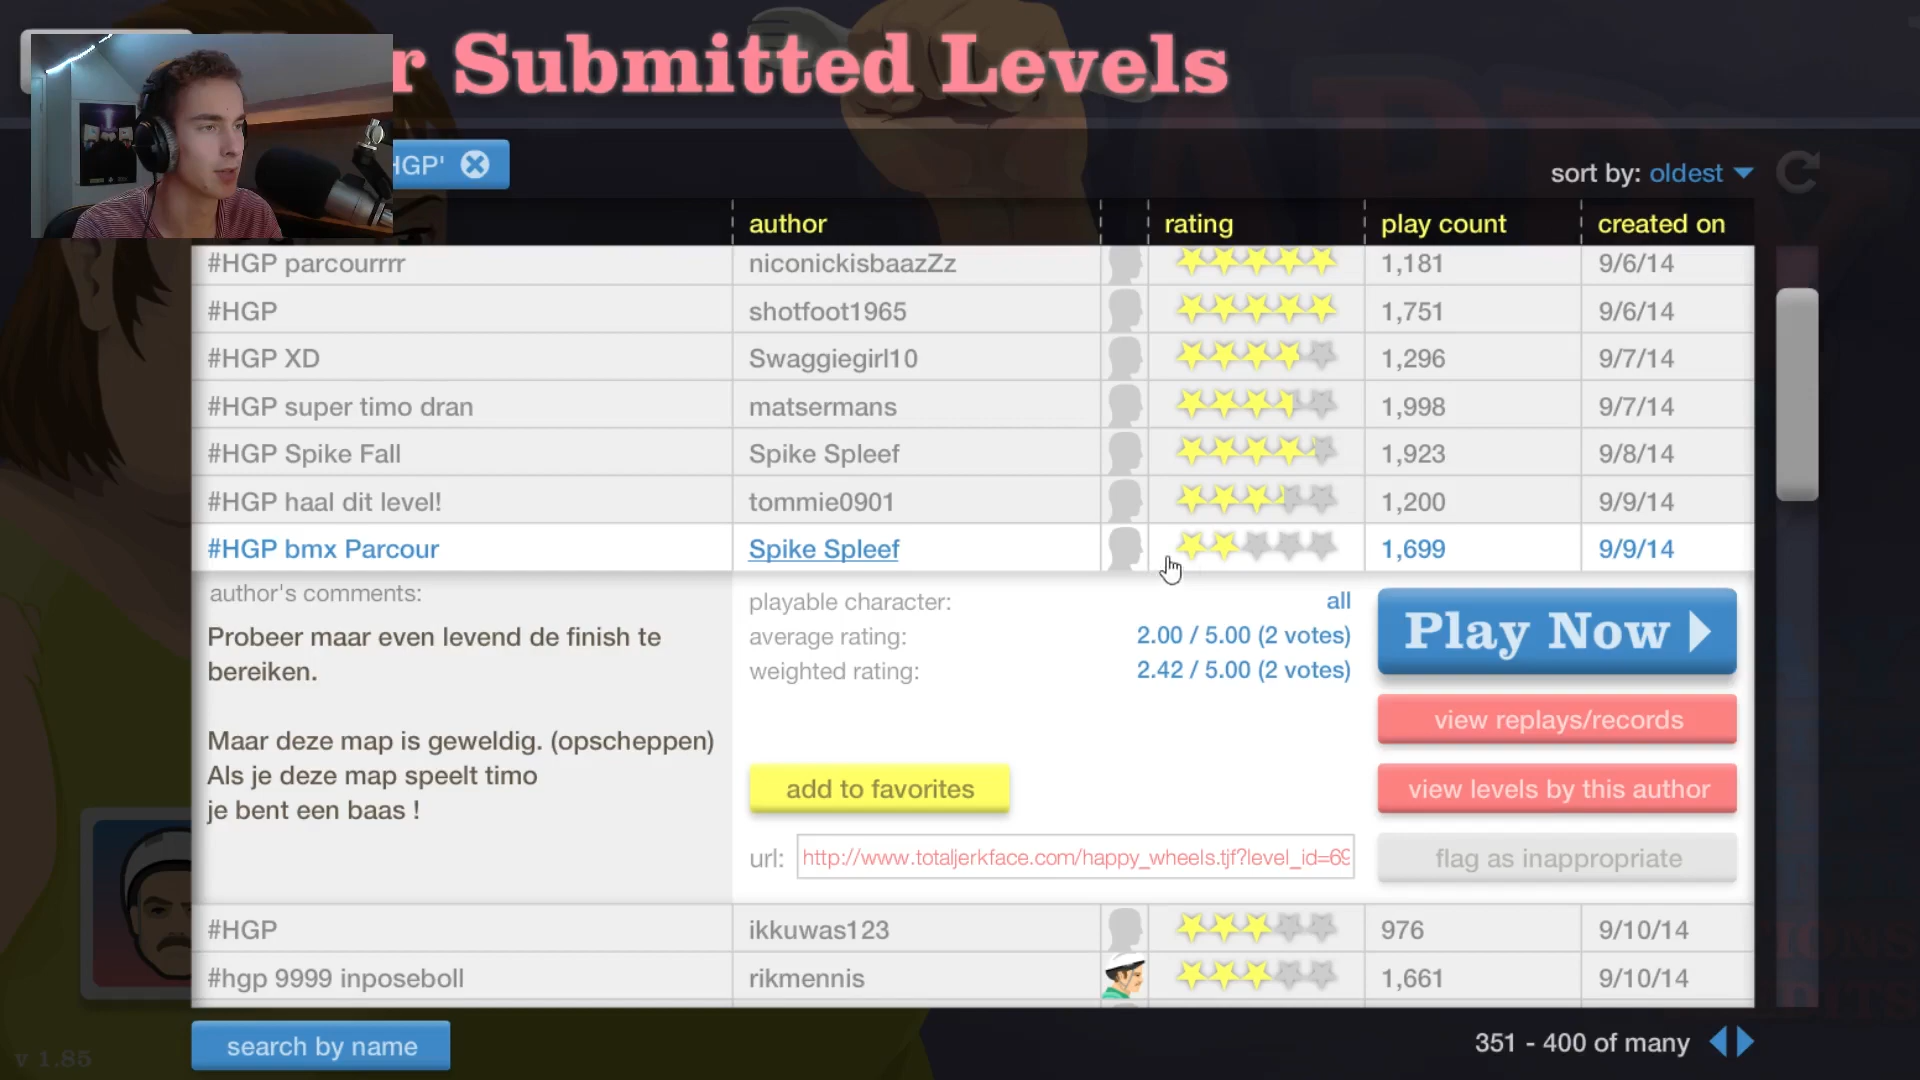 r Submitted Levels
HGP'
sort by: oldest
author rating play count created on
#HGP parcourrrr niconickisbaazZz 1,181 9/6/14
#HGP shotfoot1965 1,751 9/6/14
#HGP XD Swaggiegirl10 1,296 9/7/14
#HGP super timo dran matsermans 1,998 9/7/14
#HGP Spike Fall Spike Spleef 1,923 9/8/14
#HGP haal dit level! tommie0901 1,200 9/9/14
#HGP bmx Parcour Spike Spleef 1,699 9/9/14
author's comments:
Probeer maar even levend de finish te
bereiken.
Maar deze map is geweldig. (opscheppen)
Als je deze map speelt timo
je bent een baas !
playable character: all
average rating: 2.00 / 5.00 (2 votes)
weighted rating: 2.42 / 5.00 (2 votes)
add to favorites
url: http://www.totaljerkface.com/happy_wheels.tjf?level_id=69
Play Now
view replays/records
view levels by this author
flag as inappropriate
#HGP ikkuwas123 976 9/10/14
#hgp 9999 inposeboll rikmennis 1,661 9/10/14
search by name
351 - 400 of many
v 1.85